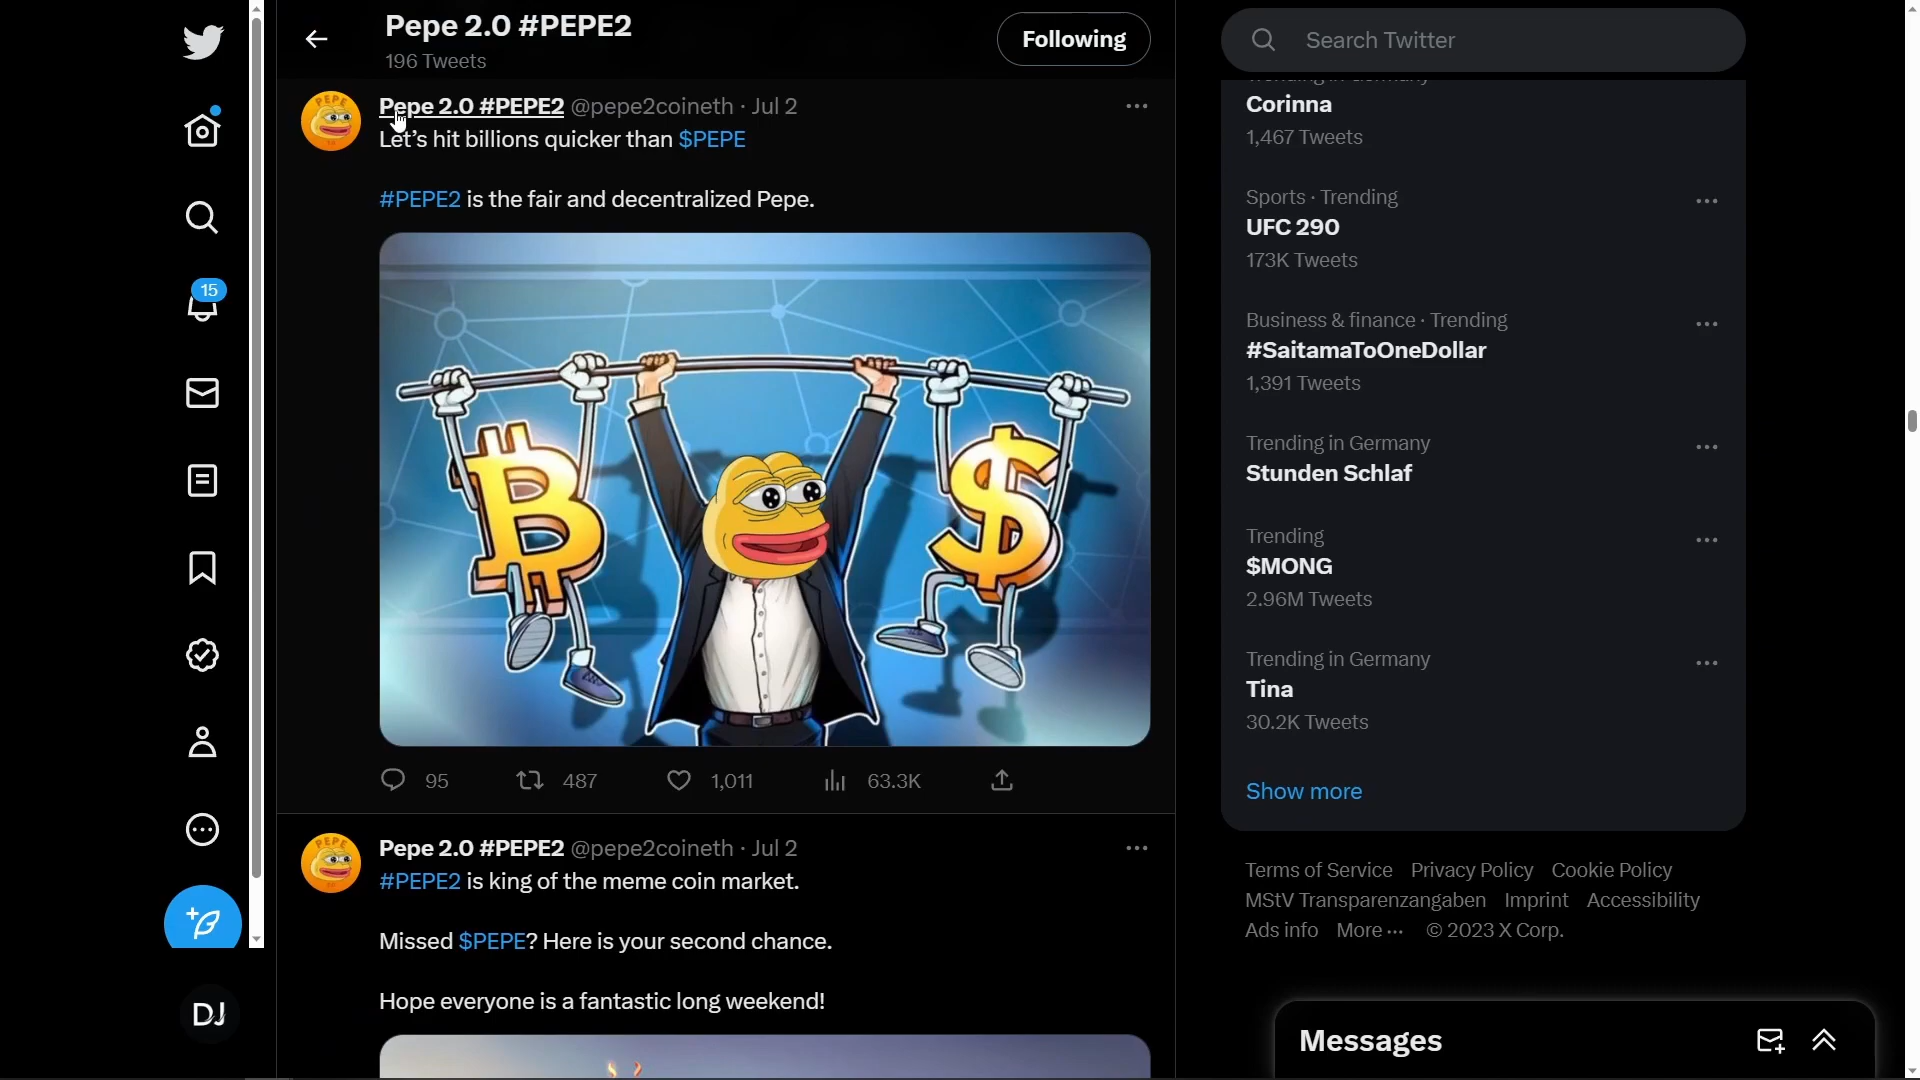 Pepe 2.0 #PEPE2
196 Tweets
Following
Pepe 2.0 #PEPE2 @pepe2coineth · Jul 2
Let’s hit billions quicker than $PEPE
#PEPE2 is the fair and decentralized Pepe.
95 487 1,011 63.3K
Pepe 2.0 #PEPE2 @pepe2coineth · Jul 2
#PEPE2 is king of the meme coin market.
Missed $PEPE? Here is your second chance.
Hope everyone is a fantastic long weekend!
15
DJ
Search Twitter
Trending in Germany
Corinna
1,467 Tweets
Sports · Trending
UFC 290
173K Tweets
Business & finance · Trending
#SaitamaToOneDollar
1,391 Tweets
Trending in Germany
Stunden Schlaf
Trending
$MONG
2.96M Tweets
Trending in Germany
Tina
30.2K Tweets
Show more
Terms of Service Privacy Policy Cookie Policy
MStV Transparenzangaben Imprint Accessibility
Ads info More ··· © 2023 X Corp.
Messages